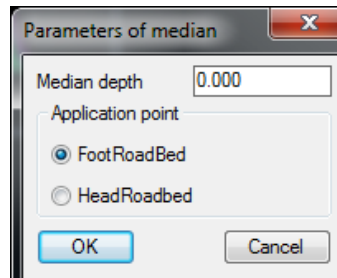 Parameters of median
Median depth 0.000
Application point
FootRoadBed
HeadRoadbed
OK Cancel